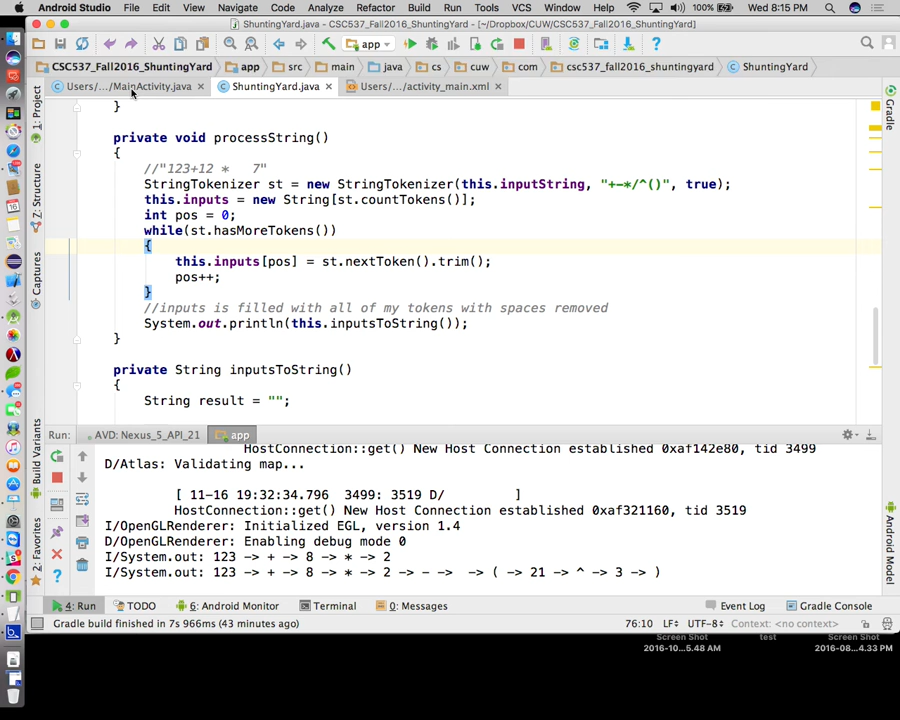 Android Studio File Edit View Navigate Code Analyze Refactor Build Run Tools VCS Window Help 100% Wed 8:15 PM
ShuntingYard.java - CSC537_Fall2016_ShuntingYard - [~/Dropbox/CUW/CSC537_Fall2016_ShuntingYard]
app
CSC537_Fall2016_ShuntingYard app src main java cs cuw com csc537_fall2016_shuntingyard ShuntingYard
Users/.../MainActivity.java ShuntingYard.java Users/.../activity_main.xml
1: Project
Z: Structure
Captures
Build Variants
2: Favorites
Gradle
Android Model
}
private void processString()
{
//"123+12 *   7"
StringTokenizer st = new StringTokenizer(this.inputString, "+-*/^()", true);
this.inputs = new String[st.countTokens()];
int pos = 0;
while(st.hasMoreTokens())
{
this.inputs[pos] = st.nextToken().trim();
pos++;
}
//inputs is filled with all of my tokens with spaces removed
System.out.println(this.inputsToString());
}
private String inputsToString()
{
String result = "";
Run: AVD: Nexus_5_API_21 app
HostConnection::get() New Host Connection established 0xaf142e80, tid 3499
D/Atlas: Validating map...
[ 11-16 19:32:34.796  3499: 3519 D/         ]
HostConnection::get() New Host Connection established 0xaf321160, tid 3519
I/OpenGLRenderer: Initialized EGL, version 1.4
D/OpenGLRenderer: Enabling debug mode 0
I/System.out: 123 -> + -> 8 -> * -> 2
I/System.out: 123 -> + -> 8 -> * -> 2 -> - ->  -> ( -> 21 -> ^ -> 3 -> )
4: Run TODO 6: Android Monitor Terminal 0: Messages Event Log Gradle Console
Gradle build finished in 7s 966ms (43 minutes ago) 76:10 LF÷ UTF-8÷ Context: <no context>
Screen Shot test Screen Shot
2016-10...5.48 AM 2016-08...4.33 PM